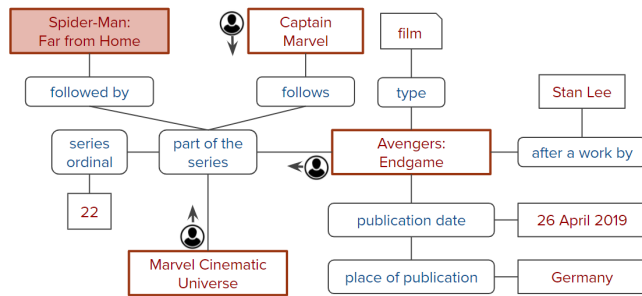 Spider-Man:
Far from Home
Captain
Marvel
film
followed by
follows
type
Stan Lee
series
ordinal
part of the
series
Avengers:
Endgame
after a work by
22
publication date
26 April 2019
Marvel Cinematic
Universe
place of publication
Germany